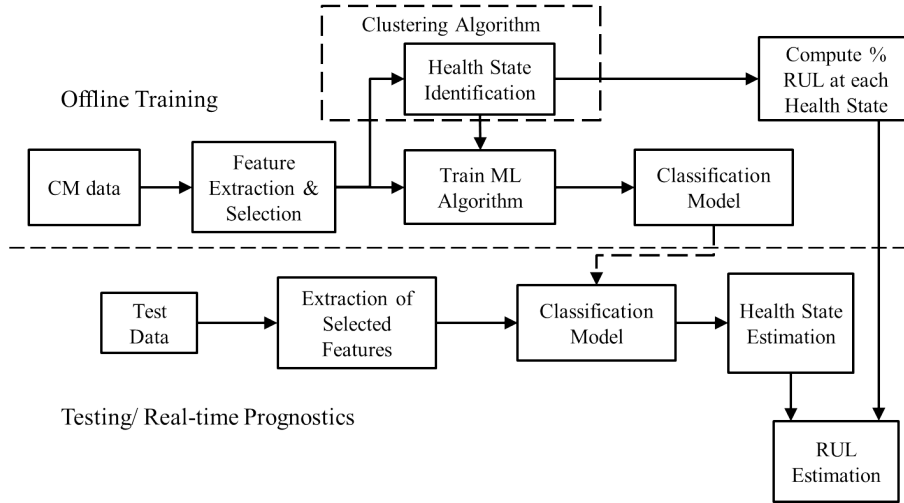 Clustering Algorithm
Health State
Identification
Compute %
RUL at each
Health State
Offline Training
CM data
Feature
Extraction &
Selection
Train ML
Algorithm
Classification
Model
Test
Data
Extraction of
Selected
Features
Classification
Model
Health State
Estimation
Testing/ Real-time Prognostics
RUL
Estimation